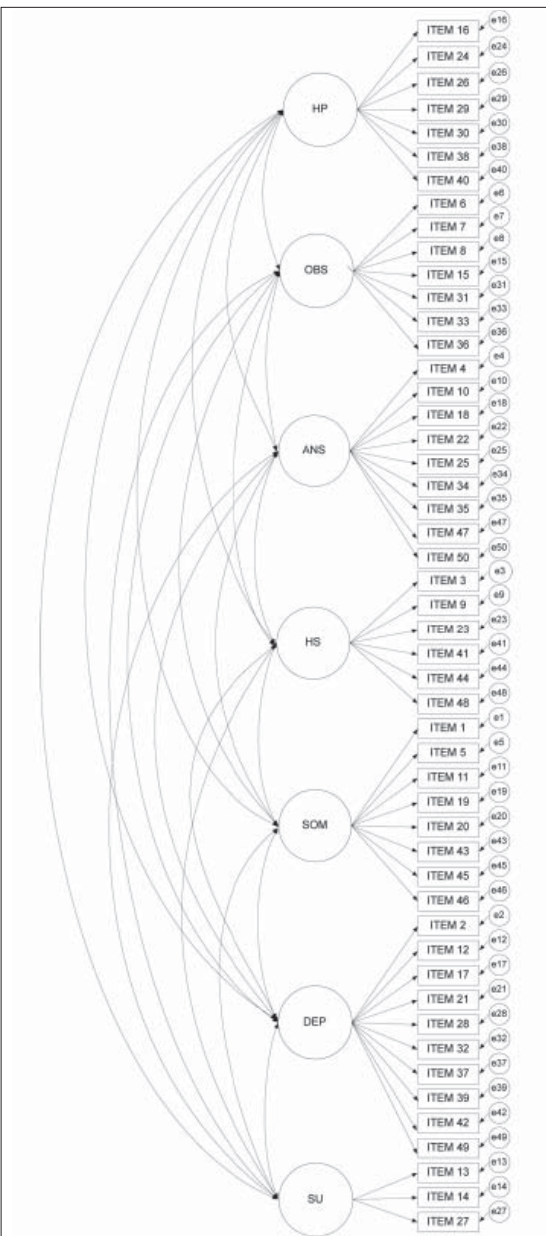 e16
ITEM 16
e24
ITEM 24
e26
ITEM 26
e29
HP
ITEM 29
e30
ITEM 30
e38
ITEM 38
e40
ITEM 40
e6
ITEM 6
e7
ITEM 7
e8
ITEM 8
e15
OBS
ITEM 15
e31
ITEM 31
e33
ITEM 33
e36
ITEM 36
e4
ITEM 4
e10
ITEM 10
e18
ITEM 18
e22
ITEM 22
e25
ANS
ITEM 25
e34
ITEM 34
e35
ITEM 35
e47
ITEM 47
e50
ITEM 50
e3
ITEM 3
e9
ITEM 9
e23
ITEM 23
e41
HS
ITEM 41
e44
ITEM 44
e48
ITEM 48
e1
ITEM 1
e5
ITEM 5
e11
ITEM 11
e19
ITEM 19
e20
SOM
ITEM 20
e43
ITEM 43
e45
ITEM 45
e46
ITEM 46
e2
ITEM 2
e12
ITEM 12
e17
ITEM 17
e21
ITEM 21
e28
DEP
ITEM 28
e32
ITEM 32
e37
ITEM 37
e39
ITEM 39
e42
ITEM 42
e49
ITEM 49
e13
ITEM 13
e14
SU
ITEM 14
e27
ITEM 27